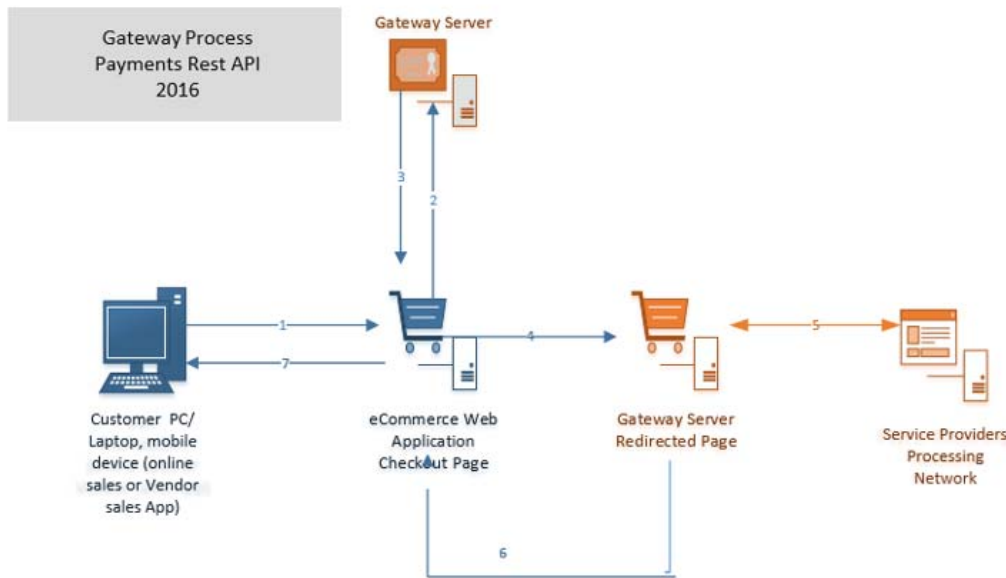 Gateway Process
Payments Rest API
2016
Gateway Server
3
2
1
7
4
5
Customer PC/
Laptop, mobile
device (online
sales or Vendor
sales App)
eCommerce Web
Application
Checkout Page
Gateway Server
Redirected Page
Service Providers
Processing
Network
6